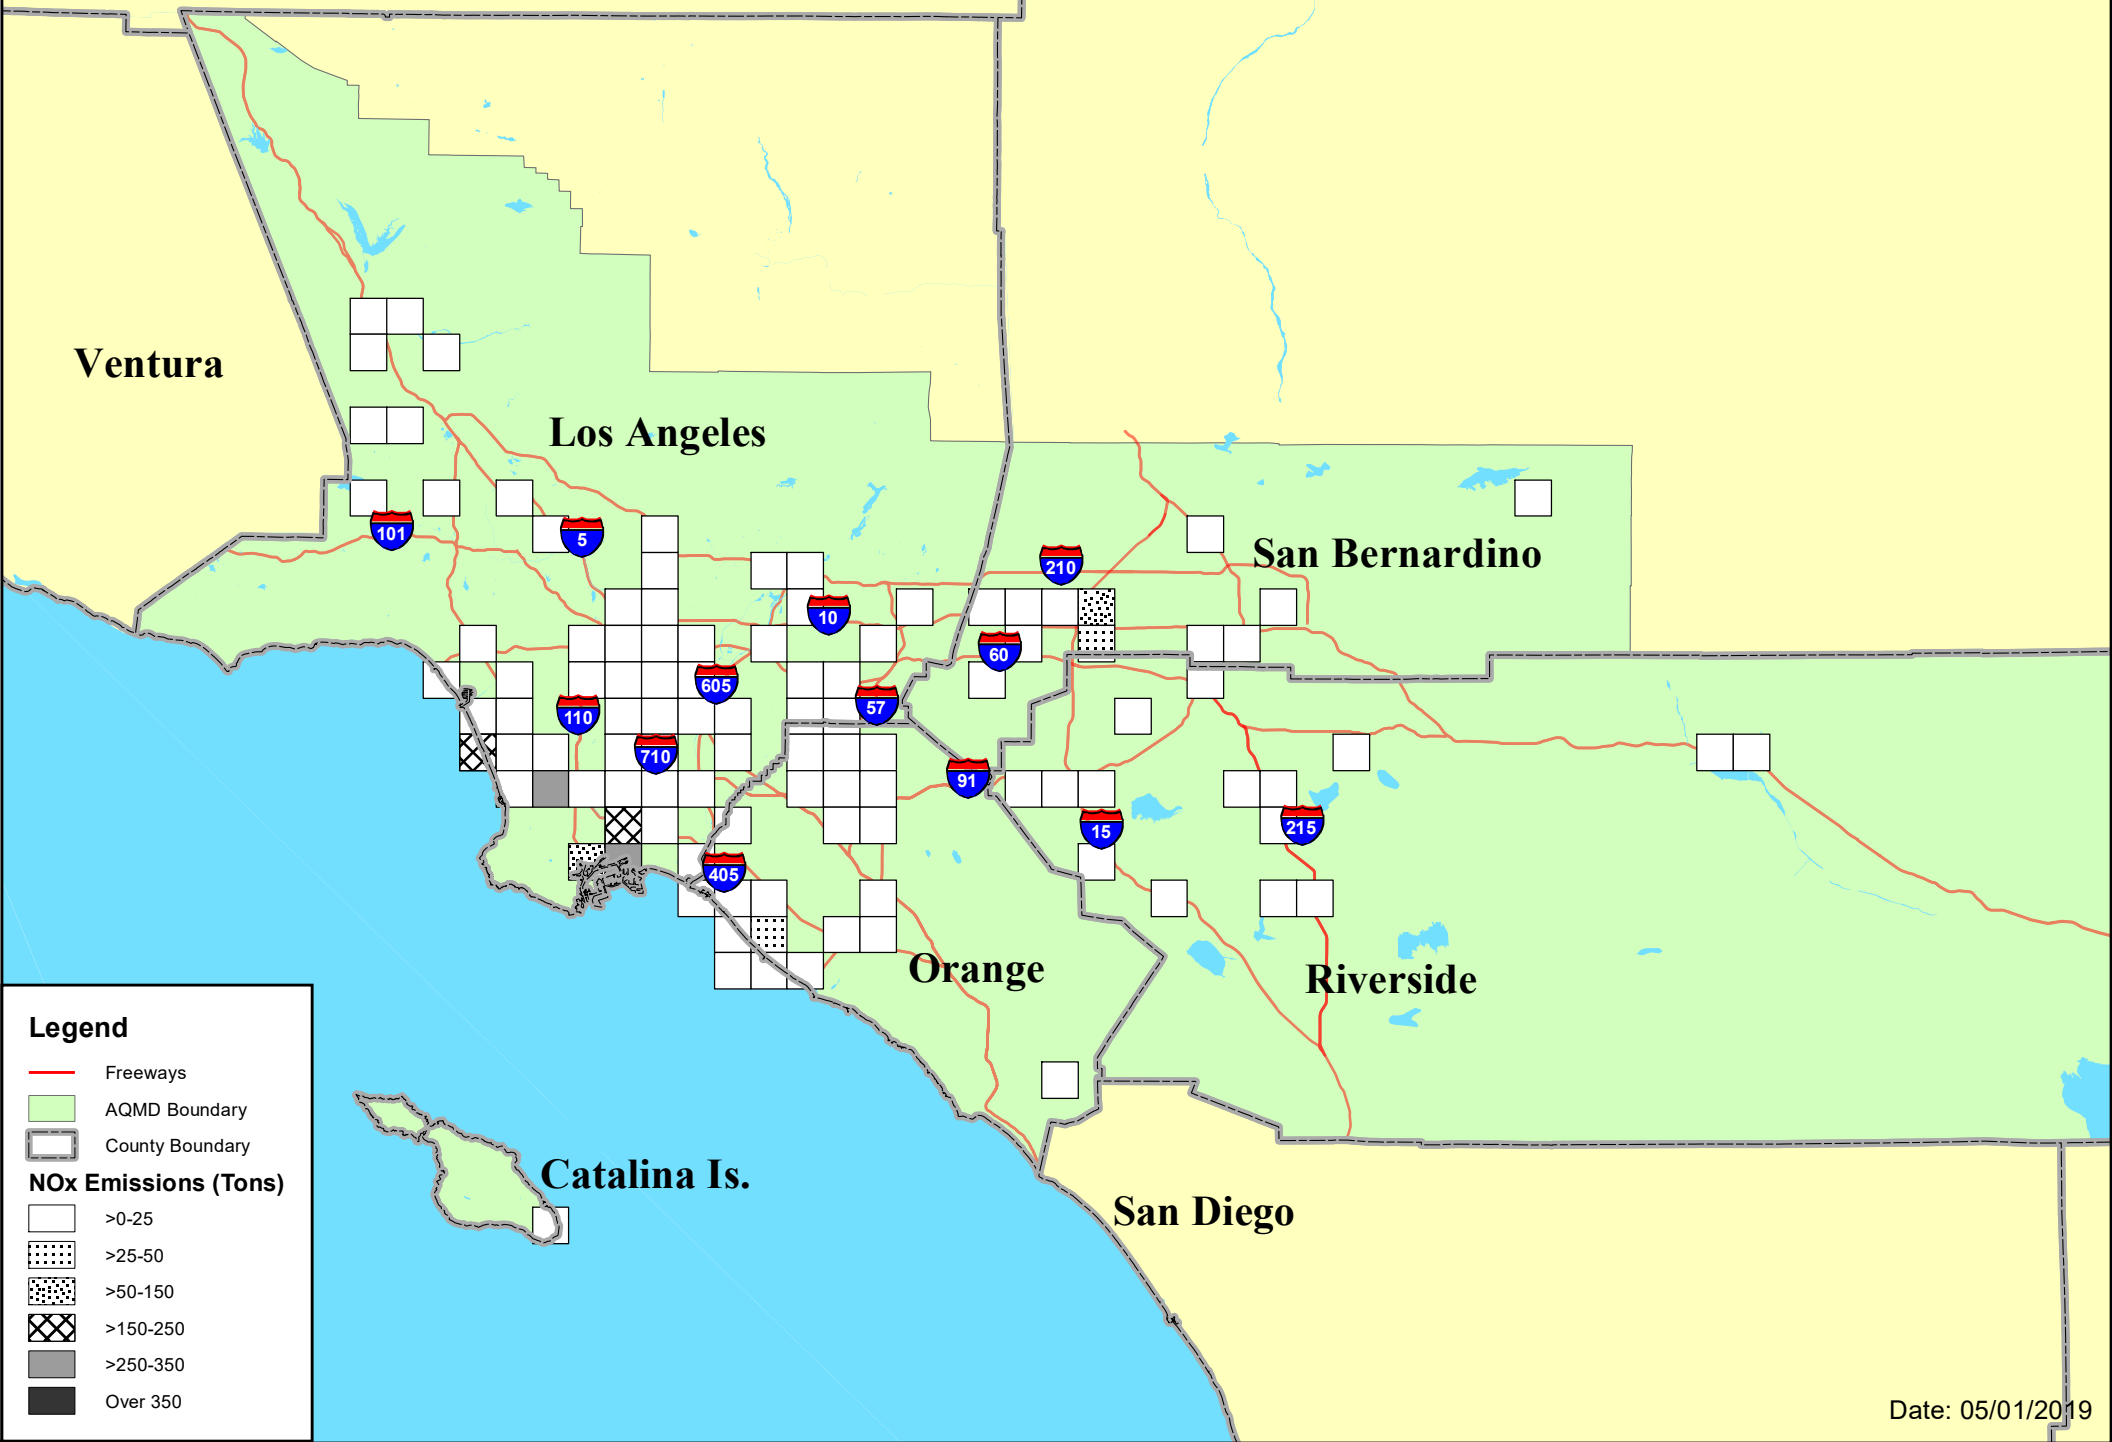 Ventura
Los Angeles
101
5
210
San Bernardino
10
60
605
57
110
710
91
15
215
405
Orange
Riverside
Catalina Is.
San Diego
Legend
Freeways
AQMD Boundary
County Boundary
NOx Emissions (Tons)
>0-25
>25-50
>50-150
>150-250
>250-350
Over 350
Date: 05/01/2019